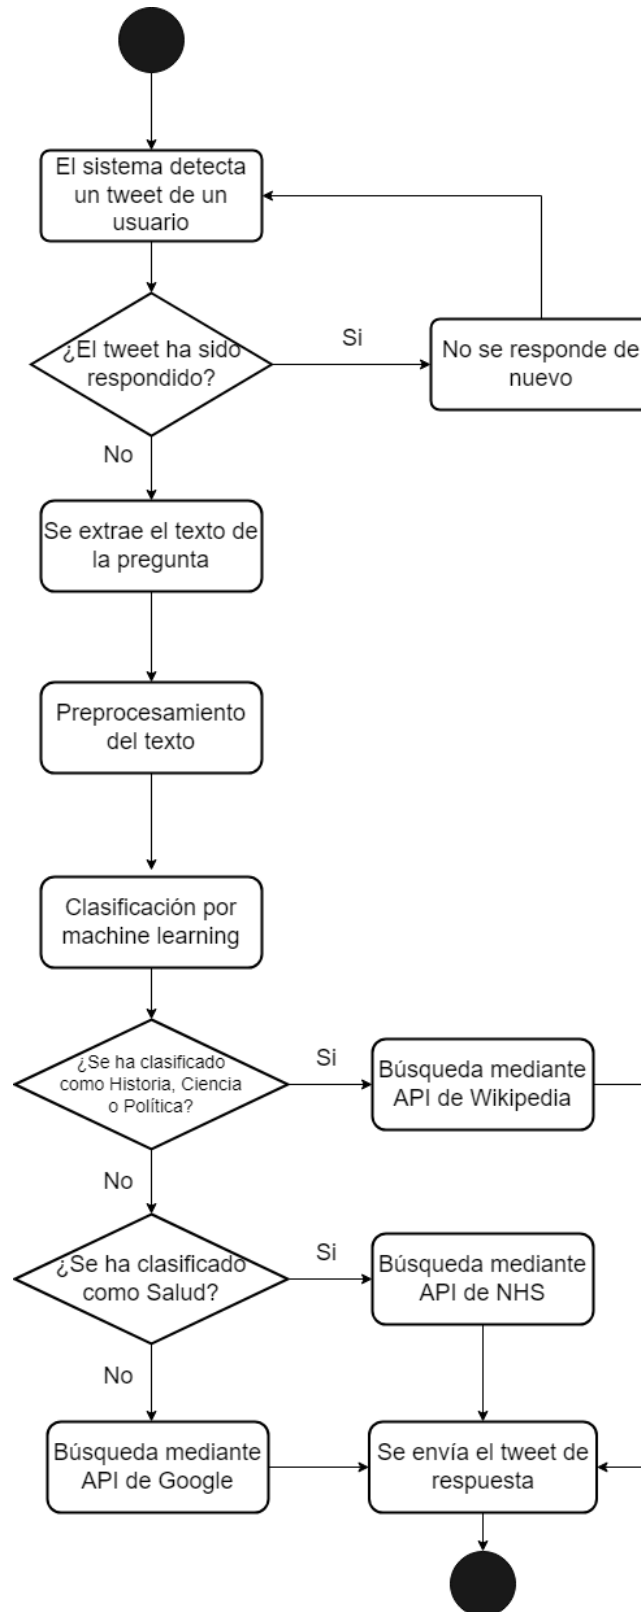 El sistema detecta
un tweet de un
usuario
¿El tweet ha sido
respondido?
Si
No se responde de
nuevo
No
Se extrae el texto de
la pregunta
Preprocesamiento
del texto
Clasificación por
machine learning
¿Se ha clasificado
como Historia, Ciencia
o Política?
Si
Búsqueda mediante
API de Wikipedia
No
¿Se ha clasificado
como Salud?
Si
Búsqueda mediante
API de NHS
No
Búsqueda mediante
API de Google
Se envía el tweet de
respuesta